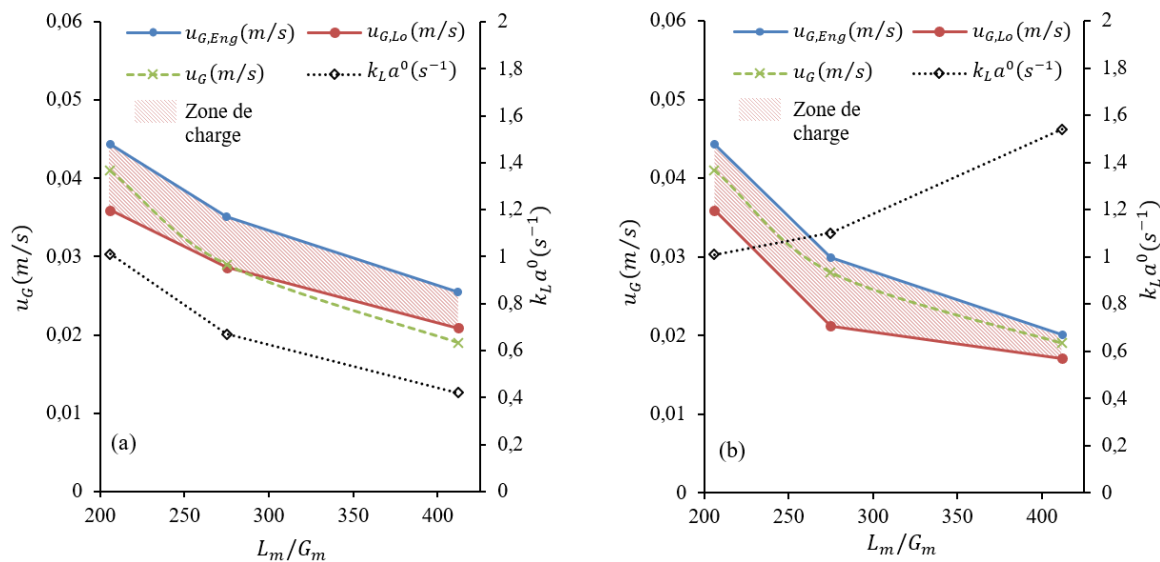 0,06
0,05
0,04
0,03
0,02
0,01
0
u_G (m/s)
u_{G,Eng}(m/s)
u_{G,Lo}(m/s)
u_G(m/s)
k_L a^0(s^{-1})
Zone de
charge
(a)
200 250 300 350 400
L_m/G_m
2
1,8
1,6
1,4
1,2
1
0,8
0,6
0,4
0,2
0
k_L a^0(s^{-1})
0,06
0,05
0,04
0,03
0,02
0,01
0
u_G (m/s)
u_{G,Eng}(m/s)
u_{G,Lo}(m/s)
u_G(m/s)
k_L a^0(s^{-1})
Zone de
charge
(b)
200 250 300 350 400
L_m/G_m
2
1,8
1,6
1,4
1,2
1
0,8
0,6
0,4
0,2
0
k_L a^0(s^{-1})